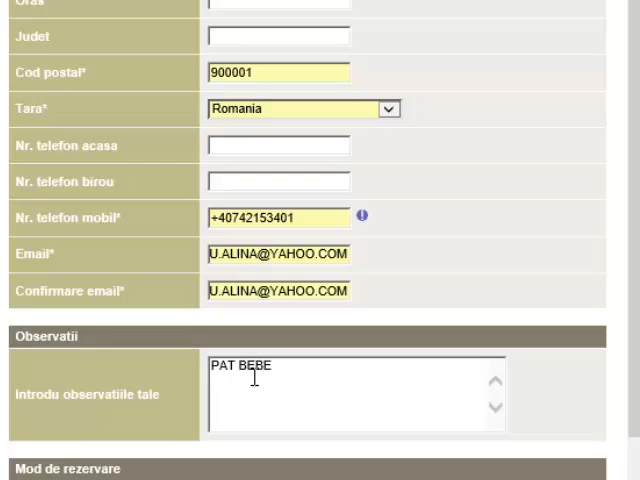 Oras
Judet
Cod postal* 900001
Tara* Romania
Nr. telefon acasa
Nr. telefon birou
Nr. telefon mobil* +40742153401
Email* U.ALINA@YAHOO.COM
Confirmare email* U.ALINA@YAHOO.COM
Observatii
Introdu observatiile tale PAT BEBE
Mod de rezervare